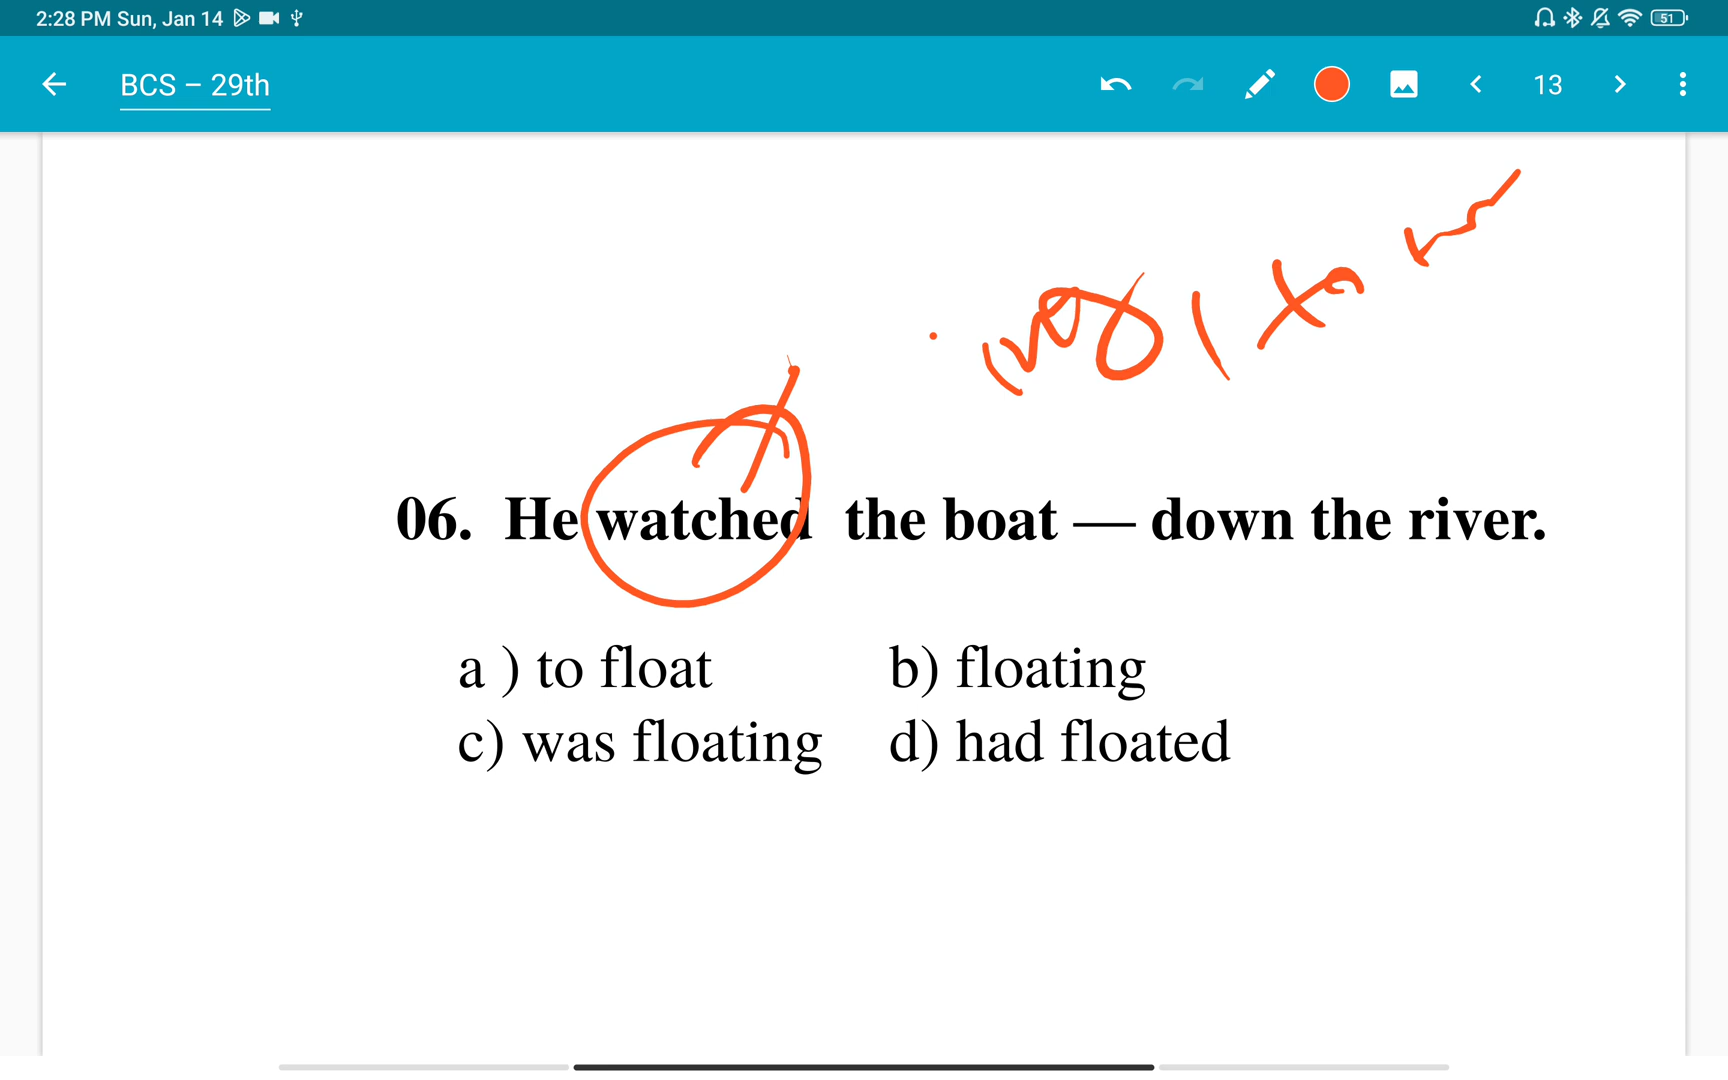 2:28 PM Sun, Jan 14
51
BCS – 29th
13
06. He watched the boat — down the river.
a ) to float b) floating
c) was floating d) had floated